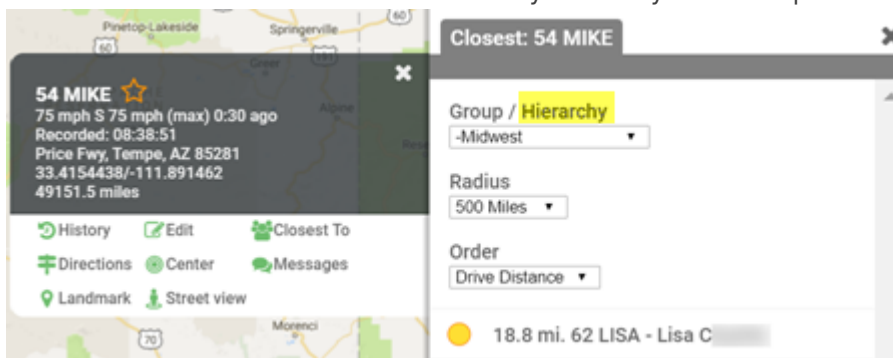 Pinetop-Lakeside
Springerville
60
60
Greer
191
54 MIKE
75 mph S 75 mph (max) 0:30 ago
Recorded: 08:38:51
Price Fwy, Tempe, AZ 85281
33.4154438/-111.891462
49151.5 miles
Alpine
History
Edit
Closest To
Directions
Center
Messages
Landmark
Street view
70
Morenci
Closest: 54 MIKE
Group / Hierarchy
-Midwest
Radius
500 Miles
Order
Drive Distance
18.8 mi. 62 LISA - Lisa C